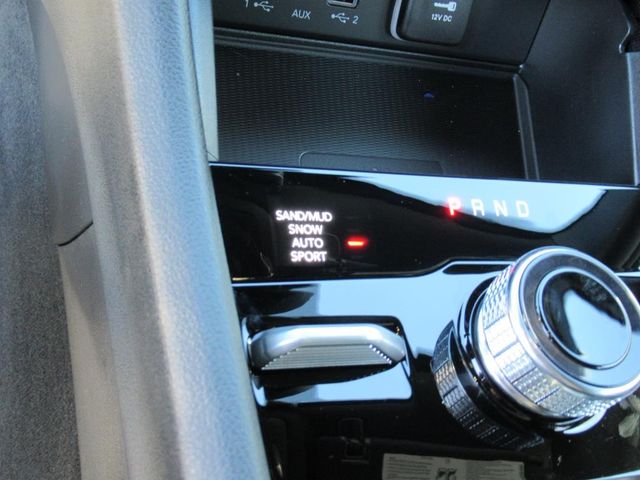 1
AUX
2
12V DC
P R N D
SAND/MUD
SNOW
AUTO
SPORT